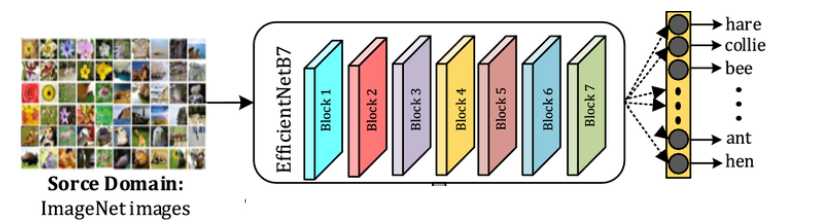 Sorce Domain:
ImageNet images
EfficientNetB7
Block 1
Block 2
Block 3
Block 4
Block 5
Block 6
Block 7
hare
collie
bee
ant
hen